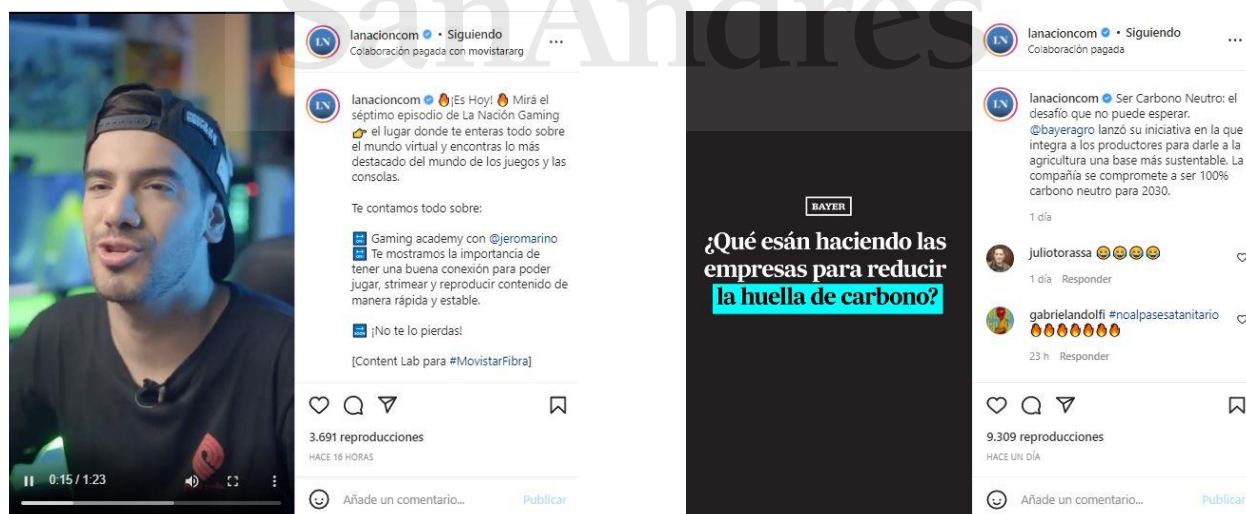 SanAndres
lanacioncom • Siguiendo
Colaboración pagada con movistararg
lanacioncom 🔥¡Es Hoy! 🔥 Mirá el
séptimo episodio de La Nación Gaming
👉 el lugar donde te enteras todo sobre
el mundo virtual y encontras lo más
destacado del mundo de los juegos y las
consolas.
Te contamos todo sobre:
Gaming academy con @jeromarino
Te mostramos la importancia de
tener una buena conexión para poder
jugar, strimear y reproducir contenido de
manera rápida y estable.
🔜 ¡No te lo pierdas!
[Content Lab para #MovistarFibra]
3.691 reproducciones
HACE 16 HORAS
Añade un comentario... Publicar
0:15 / 1:23
LN
BAYER
¿Qué esán haciendo las
empresas para reducir
la huella de carbono?
lanacioncom • Siguiendo
Colaboración pagada
lanacioncom Ser Carbono Neutro: el
desafío que no puede esperar.
@bayeragro lanzó su iniciativa en la que
integra a los productores para darle a la
agricultura una base más sustentable. La
compañía se compromete a ser 100%
carbono neutro para 2030.
1 día
juliotorassa 😂😂😂😂
1 día Responder
gabrielandolfi #noalpasesatanitario
🔥🔥🔥🔥🔥🔥🔥
23 h Responder
9.309 reproducciones
HACE UN DÍA
Añade un comentario... Publicar